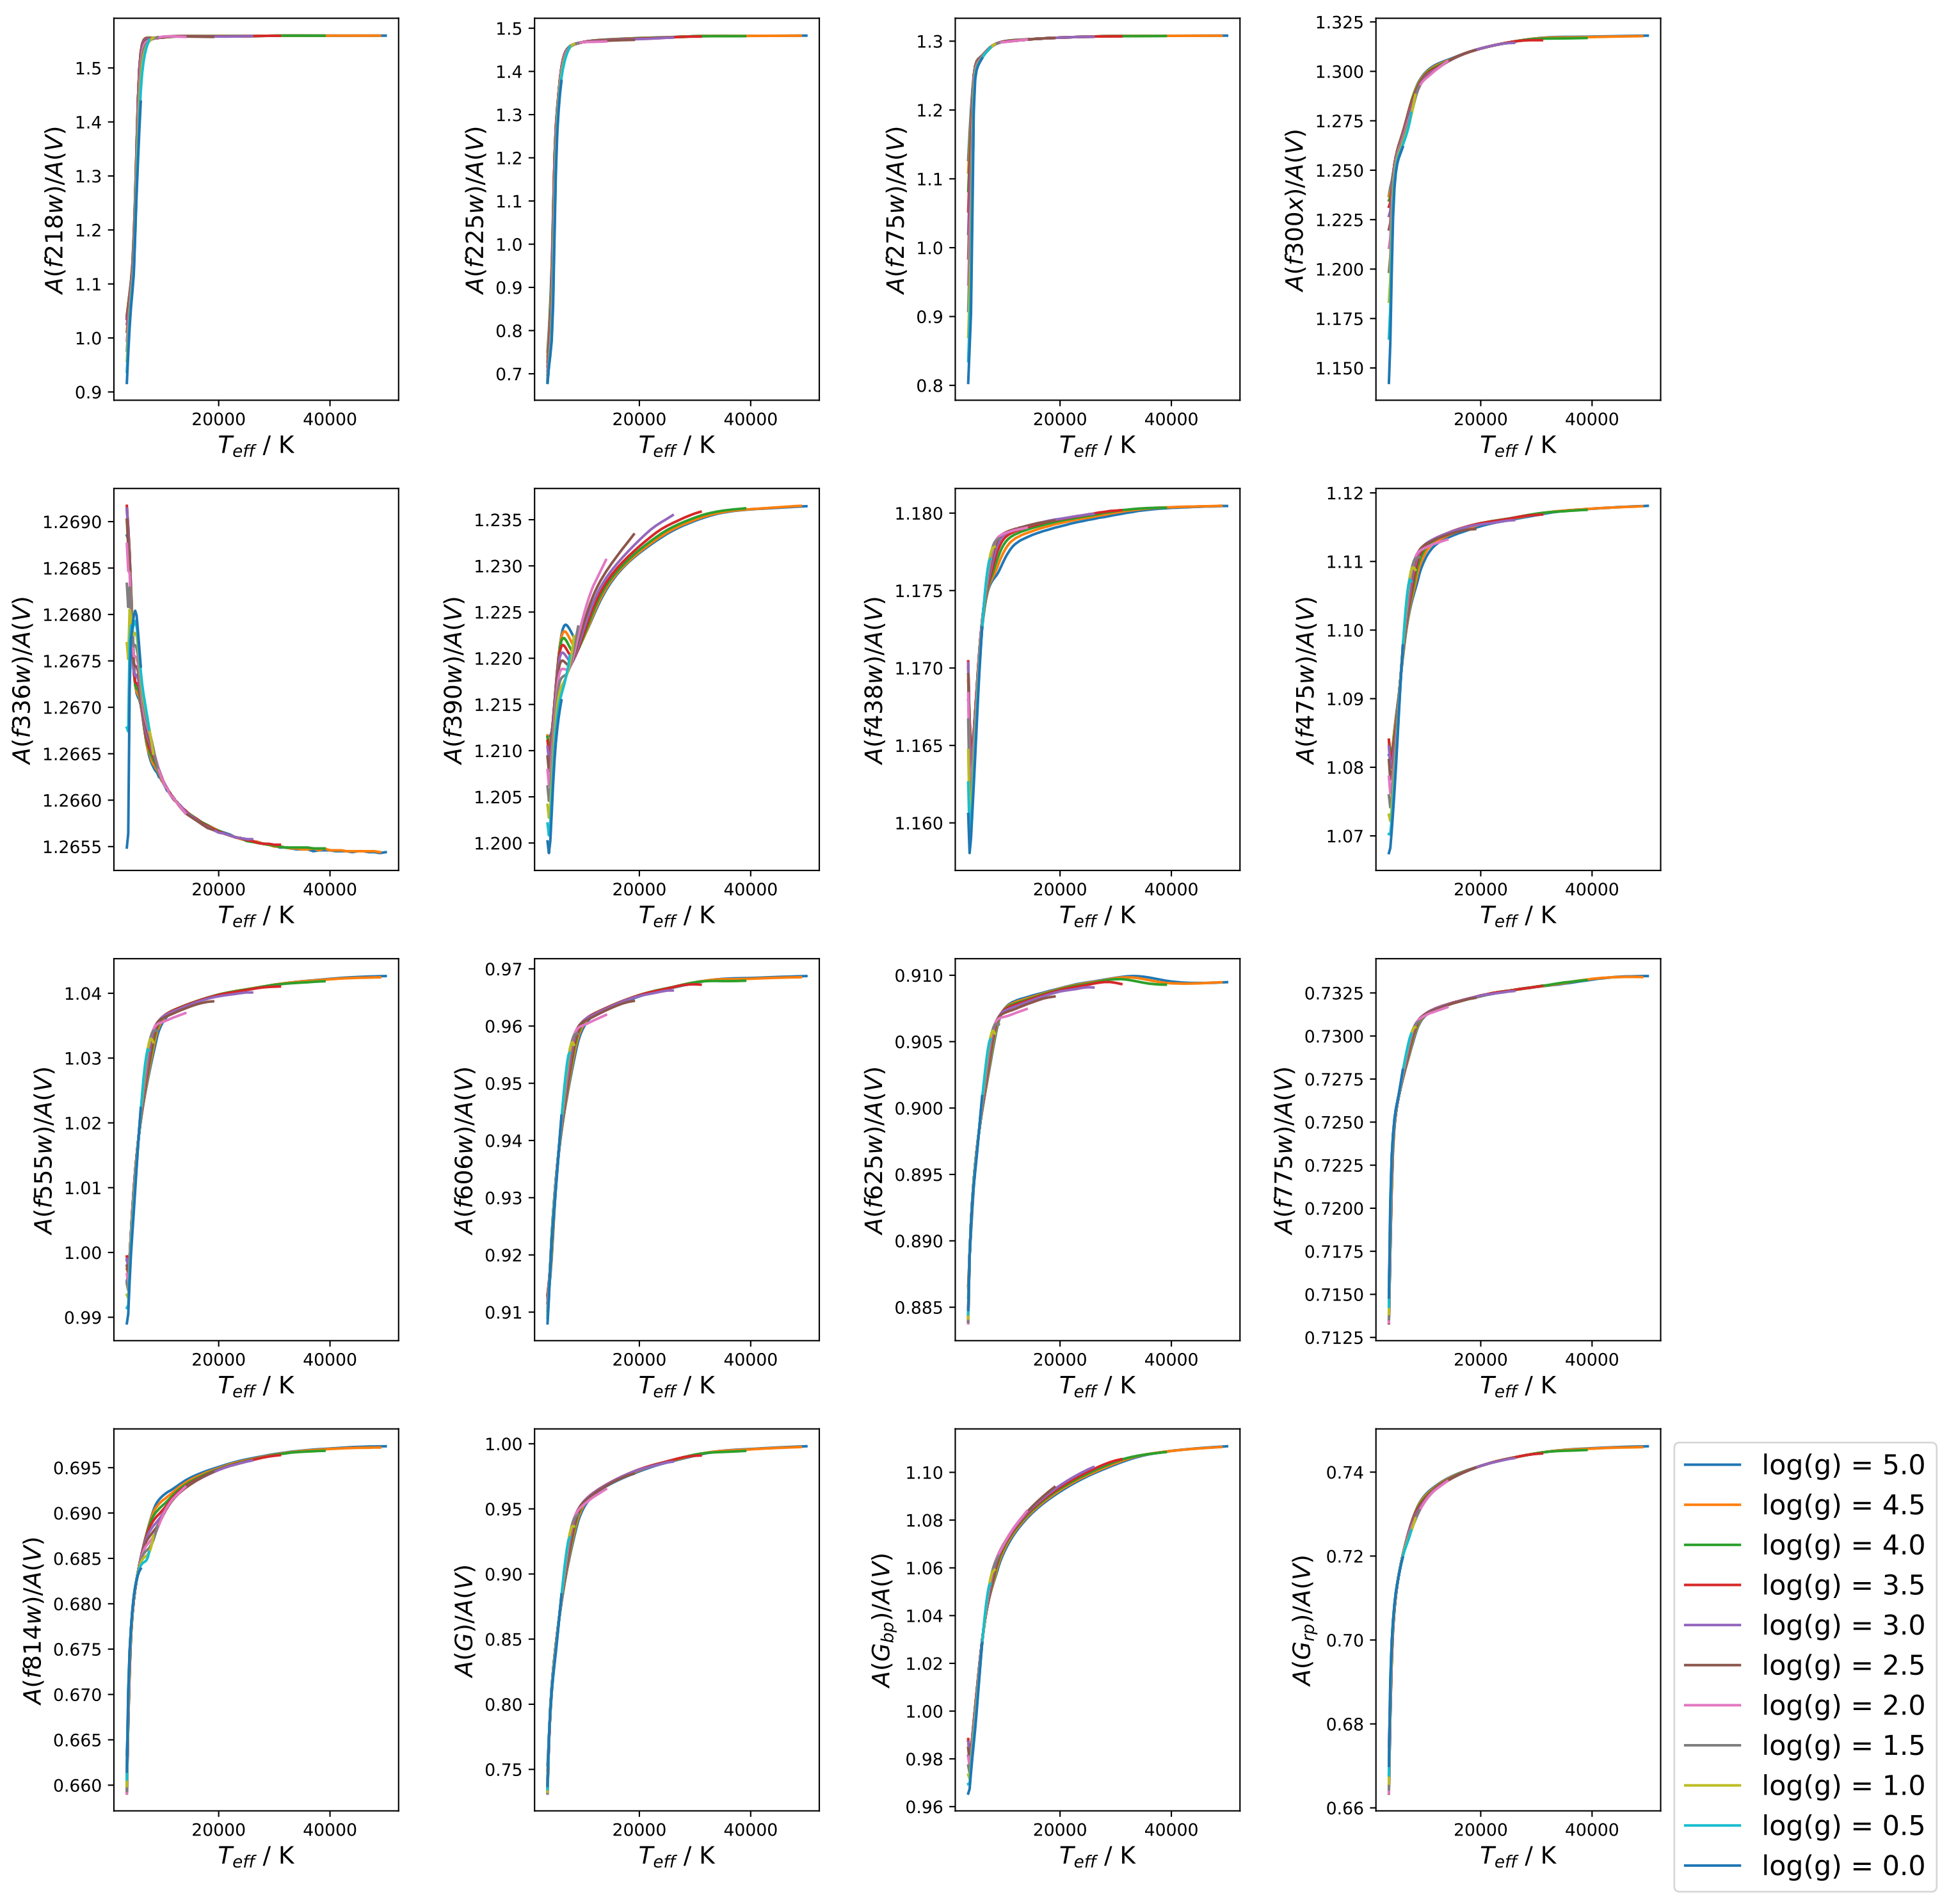 A(f218w)/A(V)
1.5
1.4
1.3
1.2
1.1
1.0
0.9
20000 40000
T_eff / K
A(f225w)/A(V)
1.5
1.4
1.3
1.2
1.1
1.0
0.9
0.8
0.7
20000 40000
T_eff / K
A(f275w)/A(V)
1.3
1.2
1.1
1.0
0.9
0.8
20000 40000
T_eff / K
A(f300x)/A(V)
1.325
1.300
1.275
1.250
1.225
1.200
1.175
1.150
20000 40000
T_eff / K
A(f336w)/A(V)
1.2690
1.2685
1.2680
1.2675
1.2670
1.2665
1.2660
1.2655
20000 40000
T_eff / K
A(f390w)/A(V)
1.235
1.230
1.225
1.220
1.215
1.210
1.205
1.200
20000 40000
T_eff / K
A(f438w)/A(V)
1.180
1.175
1.170
1.165
1.160
20000 40000
T_eff / K
A(f475w)/A(V)
1.12
1.11
1.10
1.09
1.08
1.07
20000 40000
T_eff / K
A(f555w)/A(V)
1.04
1.03
1.02
1.01
1.00
0.99
20000 40000
T_eff / K
A(f606w)/A(V)
0.97
0.96
0.95
0.94
0.93
0.92
0.91
20000 40000
T_eff / K
A(f625w)/A(V)
0.910
0.905
0.900
0.895
0.890
0.885
20000 40000
T_eff / K
A(f775w)/A(V)
0.7325
0.7300
0.7275
0.7250
0.7225
0.7200
0.7175
0.7150
0.7125
20000 40000
T_eff / K
A(f814w)/A(V)
0.695
0.690
0.685
0.680
0.675
0.670
0.665
0.660
20000 40000
T_eff / K
A(G)/A(V)
1.00
0.95
0.90
0.85
0.80
0.75
20000 40000
T_eff / K
A(G_bp)/A(V)
1.10
1.08
1.06
1.04
1.02
1.00
0.98
0.96
20000 40000
T_eff / K
A(G_rp)/A(V)
0.74
0.72
0.70
0.68
0.66
20000 40000
T_eff / K
log(g) = 5.0
log(g) = 4.5
log(g) = 4.0
log(g) = 3.5
log(g) = 3.0
log(g) = 2.5
log(g) = 2.0
log(g) = 1.5
log(g) = 1.0
log(g) = 0.5
log(g) = 0.0